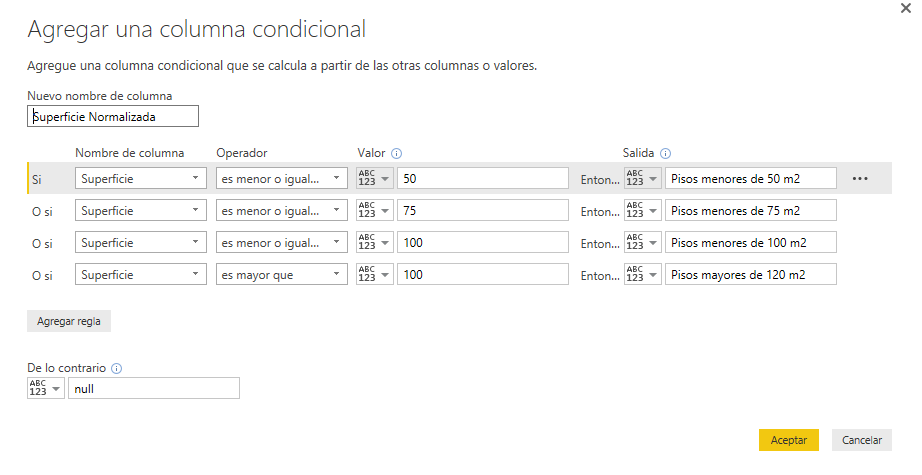 Agregar una columna condicional
Agregue una columna condicional que se calcula a partir de las otras columnas o valores.
Nuevo nombre de columna
Superficie Normalizada
Nombre de columna Operador Valor Salida
Si Superficie es menor o igual... ABC 123 50 Enton... ABC 123 Pisos menores de 50 m2 ...
O si Superficie es menor o igual... ABC 123 75 Enton... ABC 123 Pisos menores de 75 m2
O si Superficie es menor o igual... ABC 123 100 Enton... ABC 123 Pisos menores de 100 m2
O si Superficie es mayor que ABC 123 100 Enton... ABC 123 Pisos mayores de 120 m2
Agregar regla
De lo contrario
ABC 123 null
Aceptar Cancelar